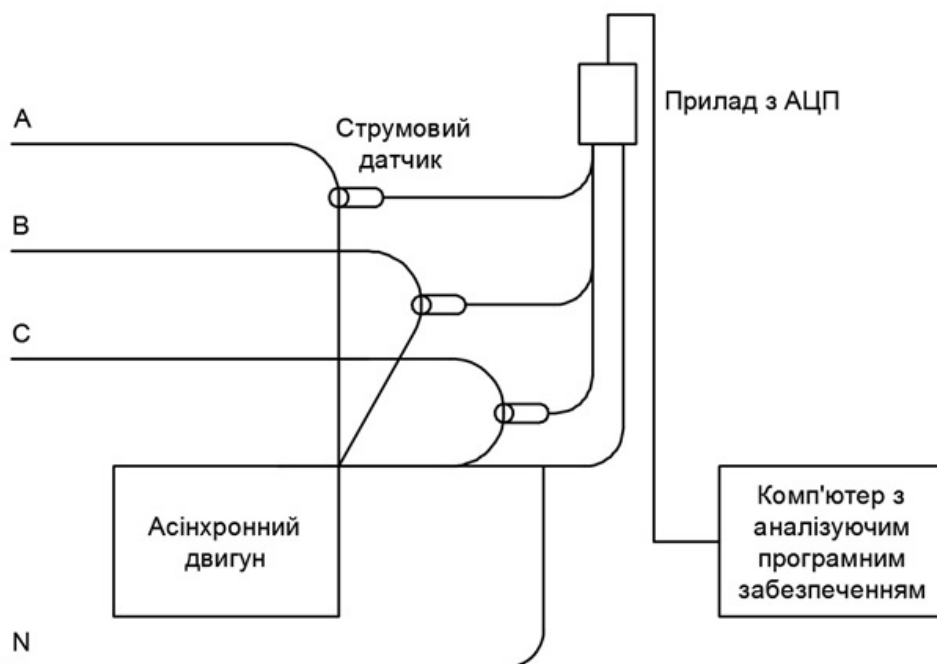 A
Струмовий
датчик
Прилад з АЦП
B
C
Асінхронний
двигун
Комп'ютер з
аналізуючим
програмним
забезпеченням
N